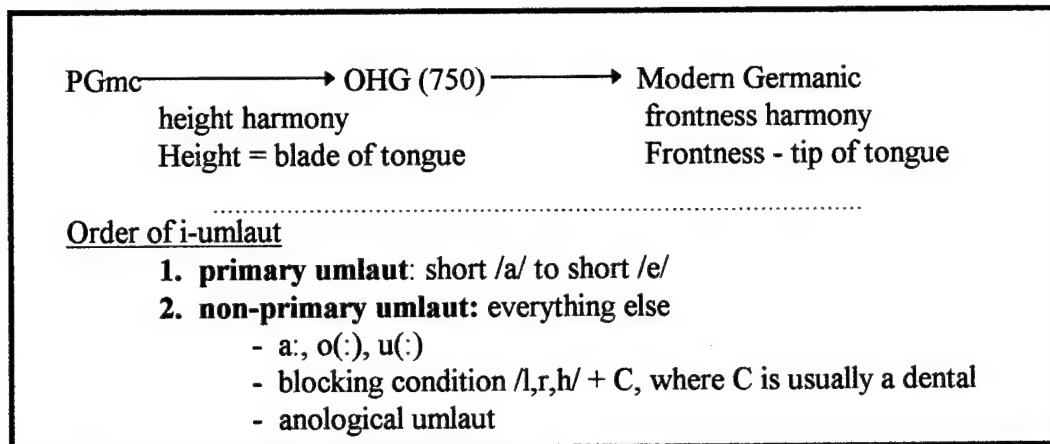 PGmc ⟶ OHG (750) ⟶ Modern Germanic
height harmony frontness harmony
Height = blade of tongue Frontness - tip of tongue
Order of i-umlaut
1. primary umlaut: short /a/ to short /e/
2. non-primary umlaut: everything else
- a:, o(:), u(:)
- blocking condition /l,r,h/ + C, where C is usually a dental
- anological umlaut